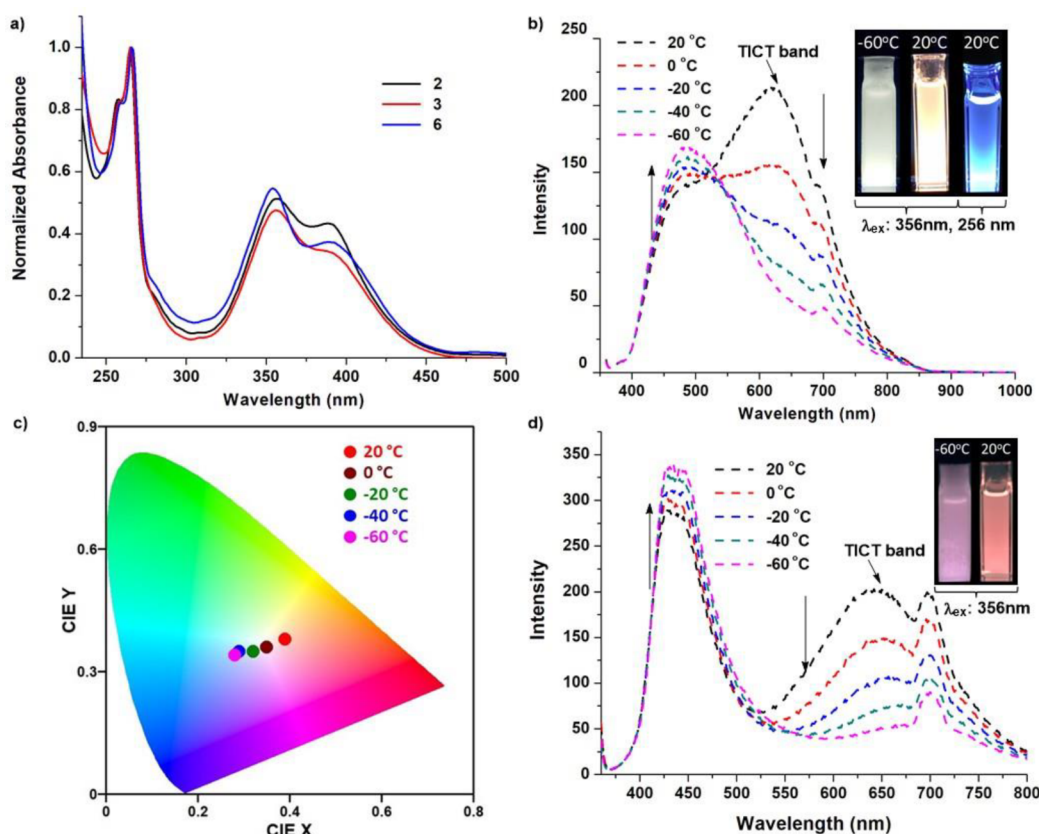 a)
Normalized Absorbance
1.0
0.8
0.6
0.4
0.2
0.0
2
3
6
250 300 350 400 450 500
Wavelength (nm)
b)
Intensity
250
200
150
100
50
0
20 °C
0 °C
-20 °C
-40 °C
-60 °C
TICT band
-60°C 20°C 20°C
λex: 356nm, 256 nm
400 500 600 700 800 900 1000
Wavelength (nm)
c)
CIE Y
0.9
0.6
0.3
0
20 °C
0 °C
-20 °C
-40 °C
-60 °C
0 0.2 0.4 0.6 0.8
CIE X
d)
Intensity
350
300
250
200
150
100
50
0
20 °C
0 °C
-20 °C
-40 °C
-60 °C
TICT band
-60°C 20°C
λex: 356nm
400 450 500 550 600 650 700 750 800
Wavelength (nm)